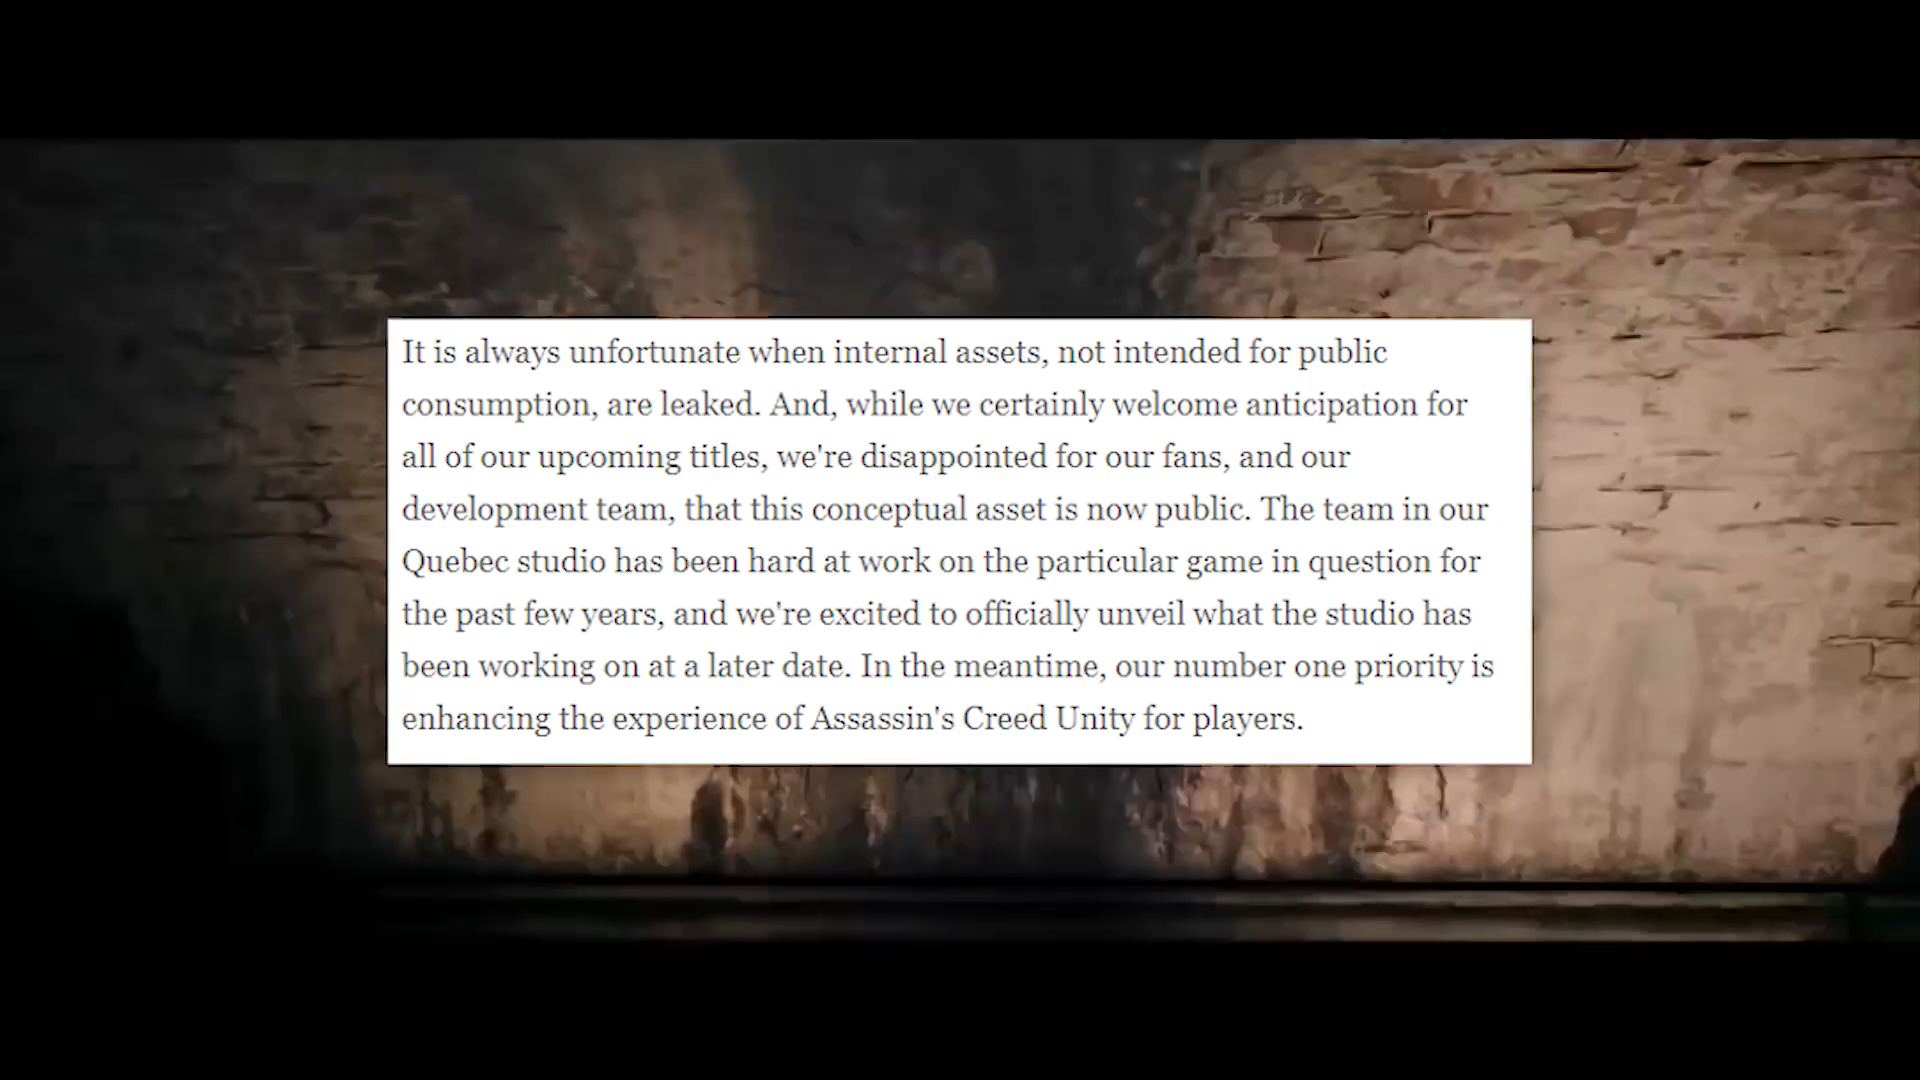 It is always unfortunate when internal assets, not intended for public
consumption, are leaked. And, while we certainly welcome anticipation for
all of our upcoming titles, we're disappointed for our fans, and our
development team, that this conceptual asset is now public. The team in our
Quebec studio has been hard at work on the particular game in question for
the past few years, and we're excited to officially unveil what the studio has
been working on at a later date. In the meantime, our number one priority is
enhancing the experience of Assassin's Creed Unity for players.